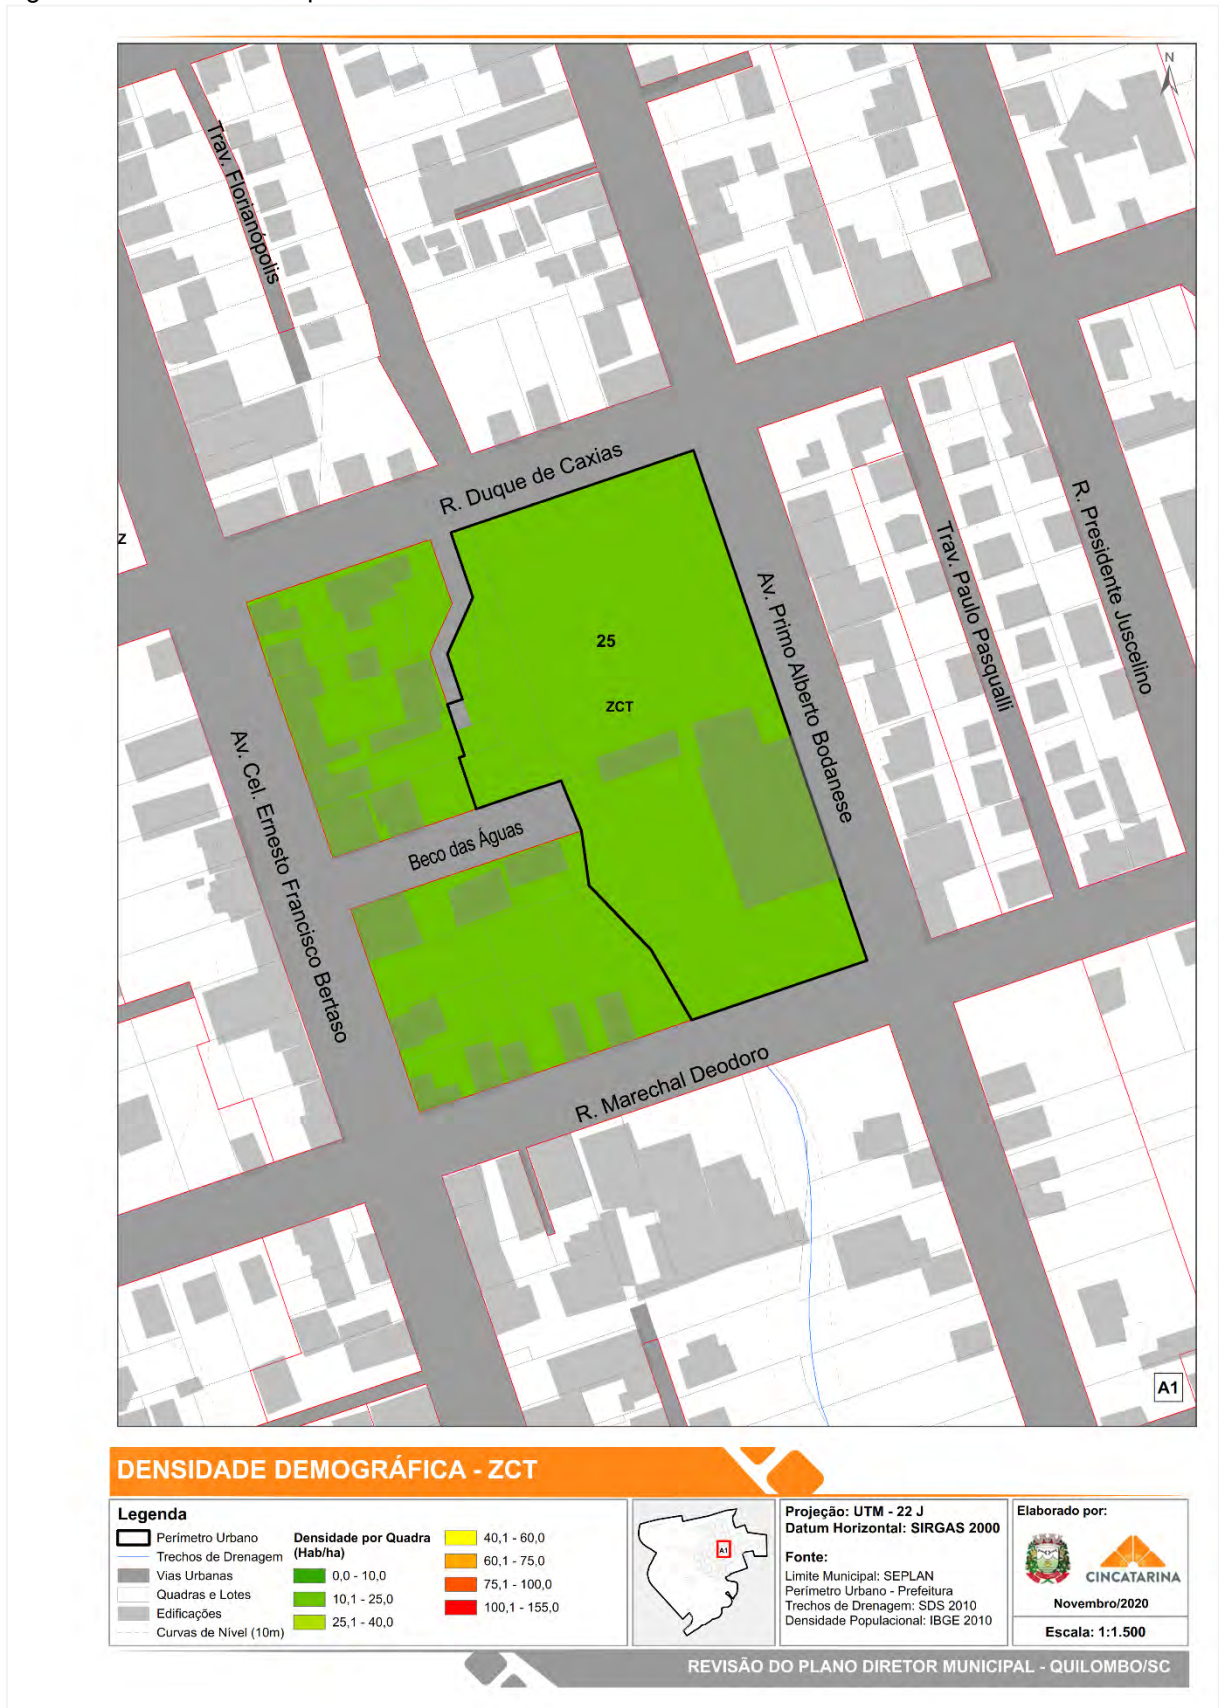 N
Trav. Florianópolis
R. Duque de Caxias
Z
25
ZCT
Av. Primo Alberto Bodanese
Trav. Paulo Pasqualli
R. Presidente Juscelino
Av. Cel. Ernesto Francisco Bertaso
Beco das Águas
R. Marechal Deodoro
A1
DENSIDADE DEMOGRÁFICA - ZCT
Legenda
Perímetro Urbano
Trechos de Drenagem
Vias Urbanas
Quadras e Lotes
Edificações
Curvas de Nível (10m)
Densidade por Quadra
(Hab/ha)
0,0 - 10,0
10,1 - 25,0
25,1 - 40,0
40,1 - 60,0
60,1 - 75,0
75,1 - 100,0
100,1 - 155,0
A1
Projeção: UTM - 22 J
Datum Horizontal: SIRGAS 2000
Fonte:
Limite Municipal: SEPLAN
Perímetro Urbano - Prefeitura
Trechos de Drenagem: SDS 2010
Densidade Populacional: IBGE 2010
Elaborado por:
CINCATARINA
Novembro/2020
Escala: 1:1.500
REVISÃO DO PLANO DIRETOR MUNICIPAL - QUILOMBO/SC